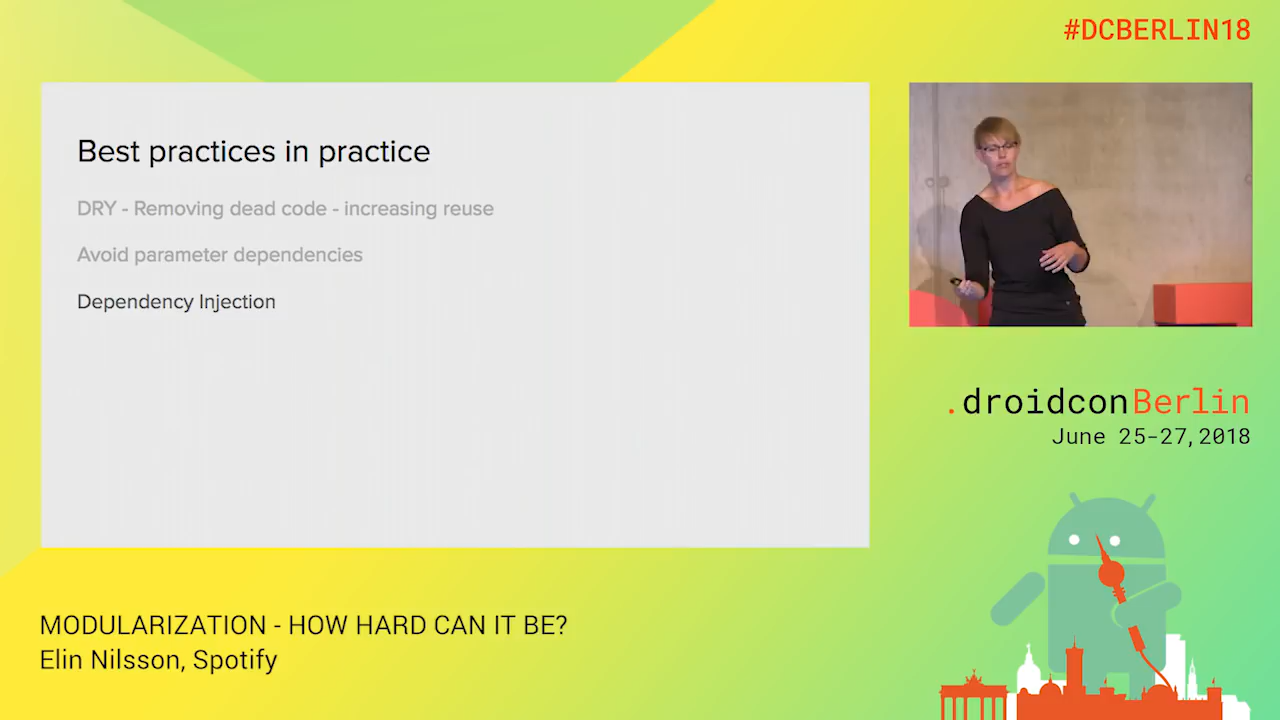 #DCBERLIN18
Best practices in practice
DRY - Removing dead code - increasing reuse
Avoid parameter dependencies
Dependency Injection
.droidconBerlin
June 25-27,2018
MODULARIZATION - HOW HARD CAN IT BE?
Elin Nilsson, Spotify